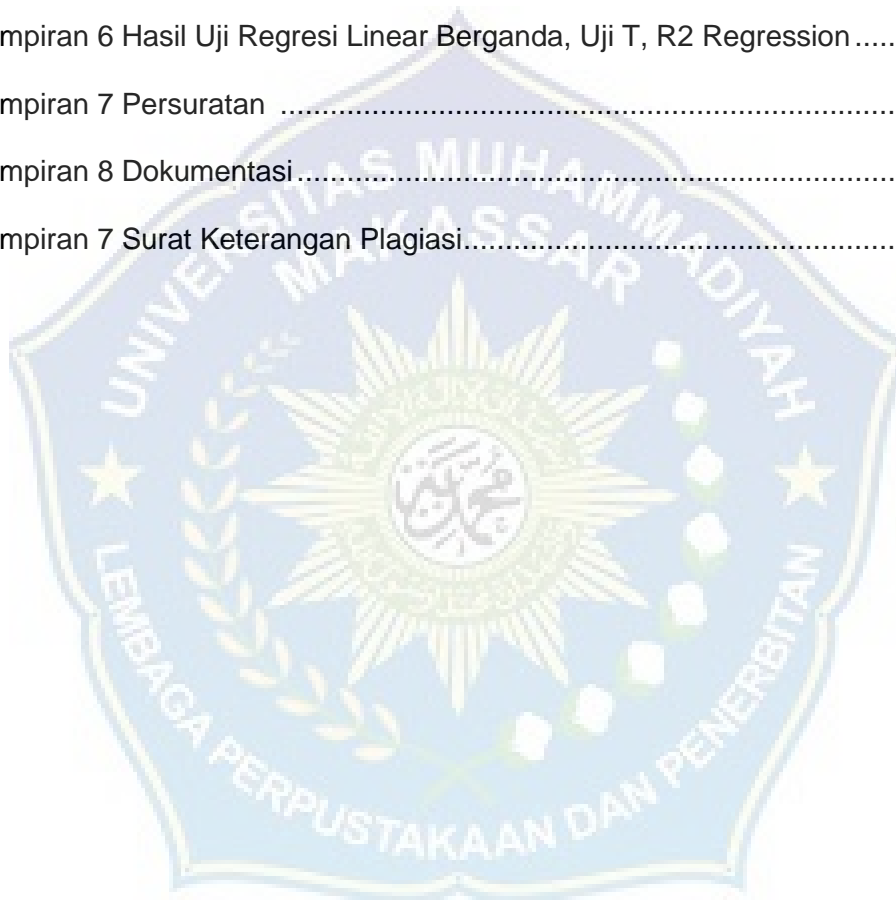 mpiran 6 Hasil Uji Regresi Linear Berganda, Uji T, R2 Regression .....
mpiran 7 Persuratan ....................................................................................
mpiran 8 Dokumentasi..................................................................................
mpiran 7 Surat Keterangan Plagiasi.............................................................
UNIVERSITAS MUHAMMADIYAH
MAKASSAR
LEMBAGA PERPUSTAKAAN DAN PENERBITAN